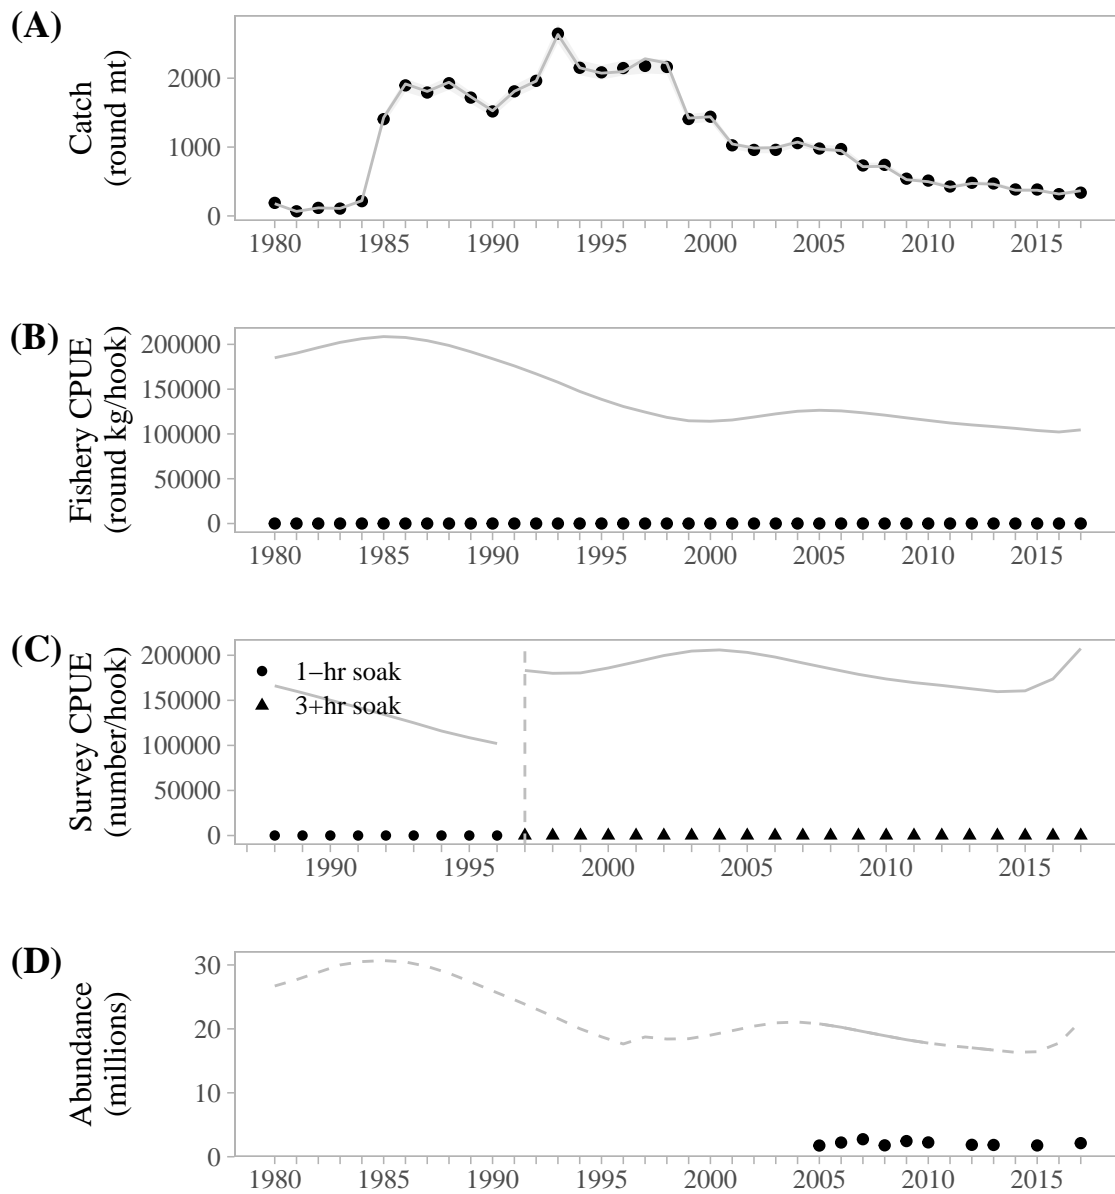 (A)
Catch
(round mt)
2000
1000
0
1980 1985 1990 1995 2000 2005 2010 2015
(B)
Fishery CPUE
(round kg/hook)
200000
150000
100000
50000
0
1980 1985 1990 1995 2000 2005 2010 2015
(C)
Survey CPUE
(number/hook)
200000
150000
100000
50000
0
1−hr soak
3+hr soak
1990 1995 2000 2005 2010 2015
(D)
Abundance
(millions)
30
20
10
0
1980 1985 1990 1995 2000 2005 2010 2015